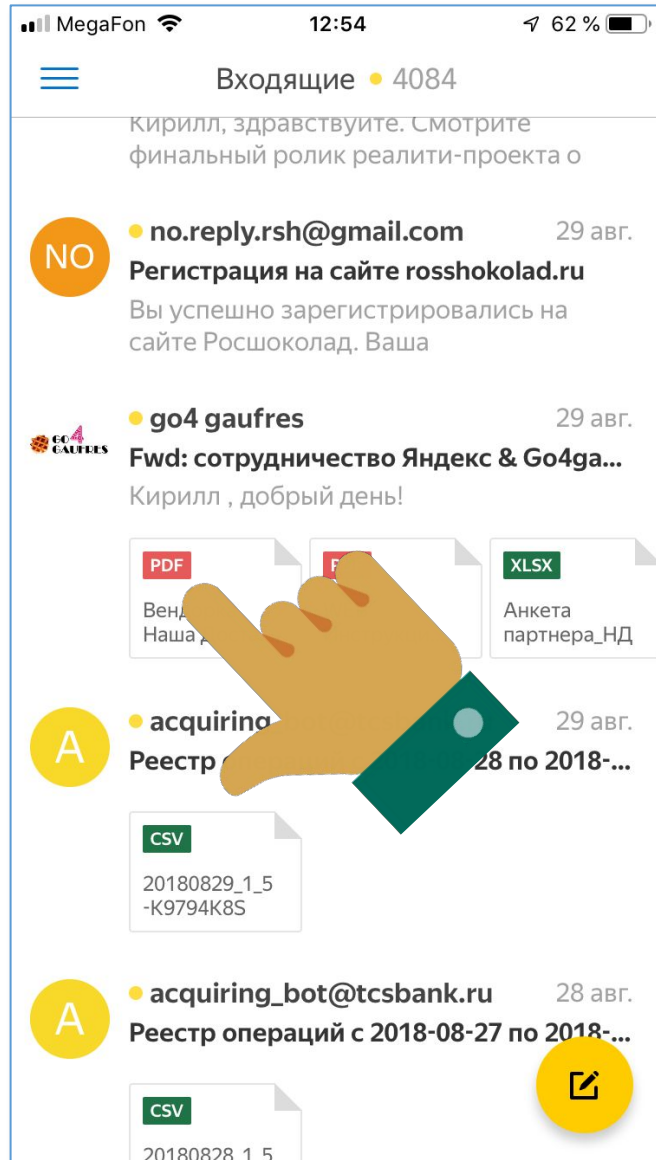 MegaFon 12:54 62 %
Входящие 4084
Кирилл, здравствуйте. Смотрите
финальный ролик реалити-проекта о
NO no.reply.rsh@gmail.com 29 авг.
Регистрация на сайте rosshokolad.ru
Вы успешно зарегистрировались на
сайте Росшоколад. Ваша
GO4 GAUFRES
go4 gaufres 29 авг.
Fwd: сотрудничество Яндекс & Go4ga...
Кирилл , добрый день!
PDF XLSX
Анкета
Наша партнера_НД
A 29 авг.
Реестр 28 по 2018-...
CSV
20180829_1_5
-K9794K8S
A acquiring_bot@tcsbank.ru 28 авг.
Реестр операций с 2018-08-27 по 2018-...
CSV
20180828_1_5